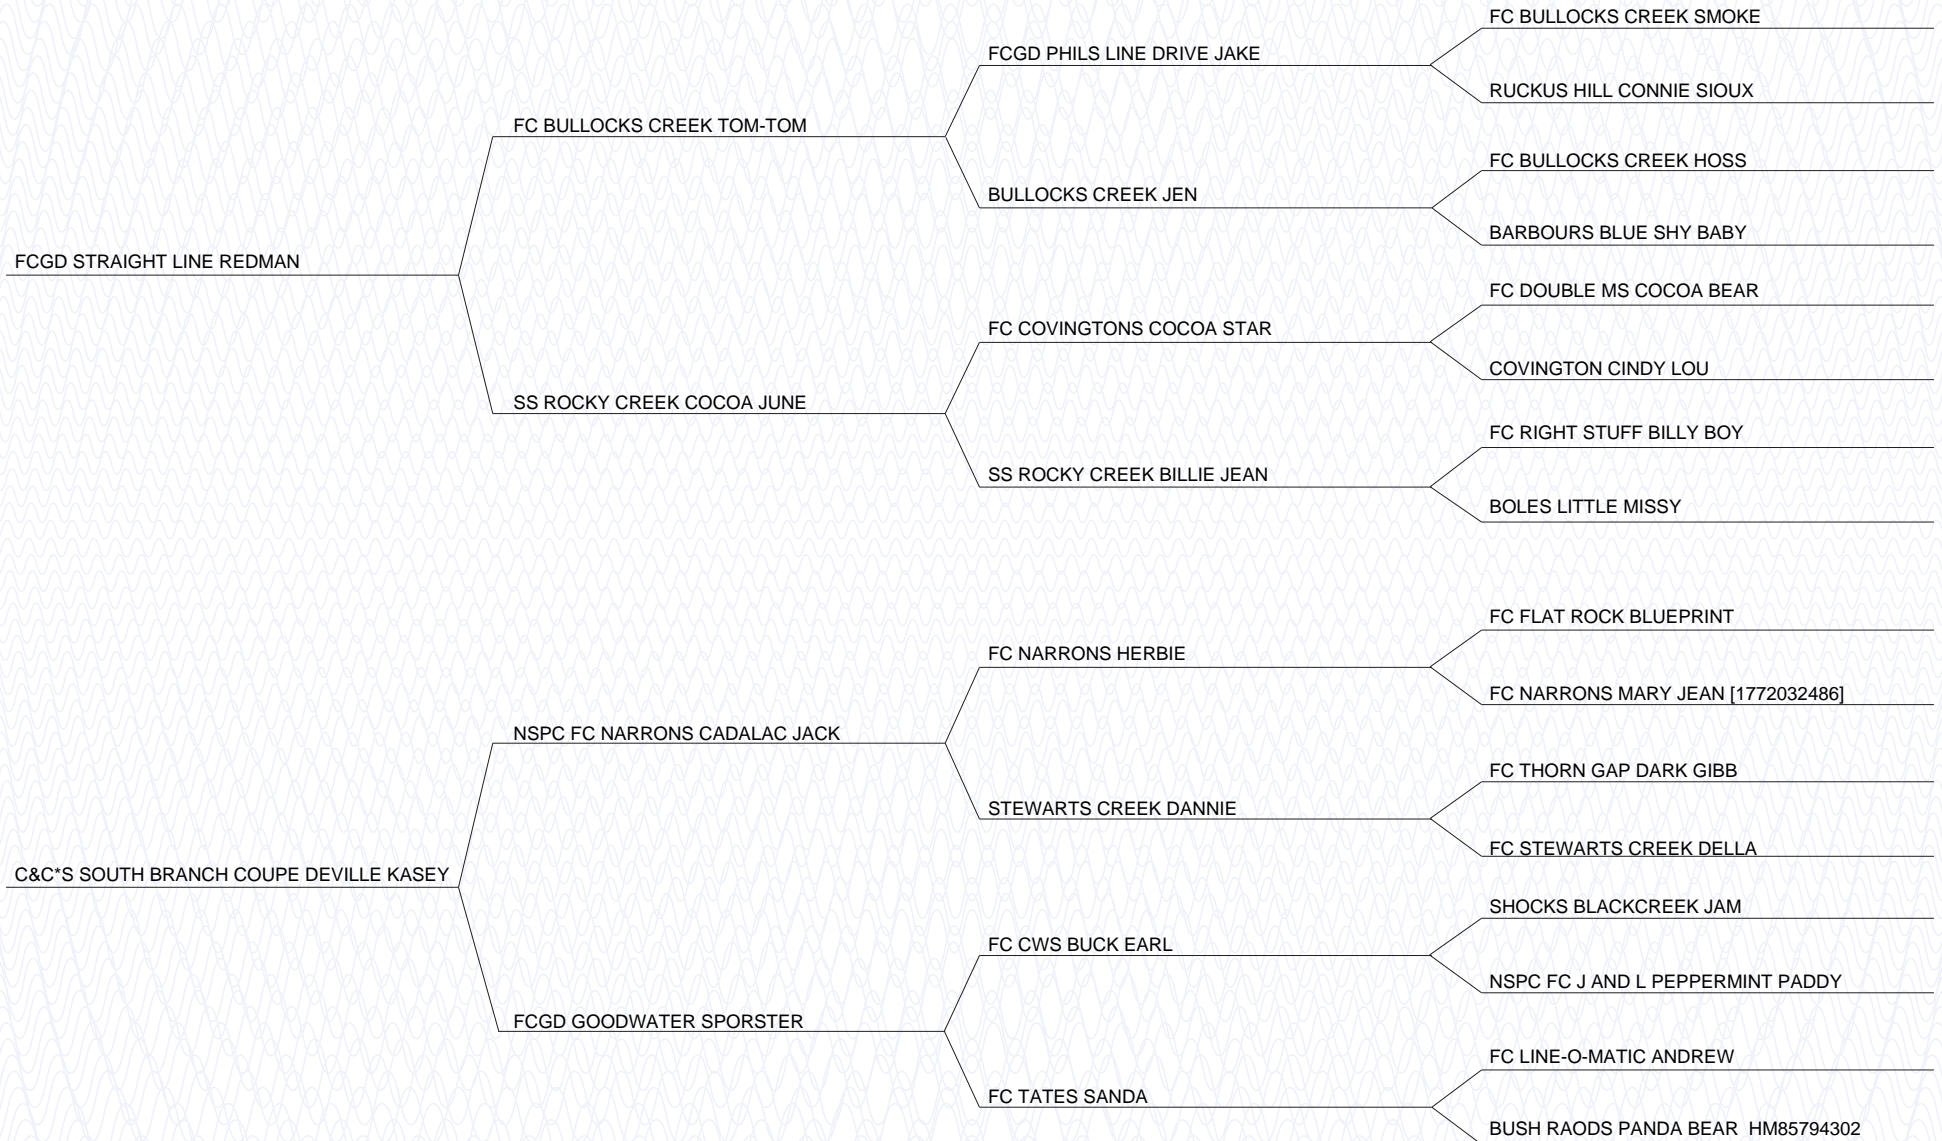 FC BULLOCKS CREEK SMOKE
FCGD PHILS LINE DRIVE JAKE
RUCKUS HILL CONNIE SIOUX
FC BULLOCKS CREEK TOM-TOM
FC BULLOCKS CREEK HOSS
BULLOCKS CREEK JEN
BARBOURS BLUE SHY BABY
FCGD STRAIGHT LINE REDMAN
FC DOUBLE MS COCOA BEAR
FC COVINGTONS COCOA STAR
COVINGTON CINDY LOU
SS ROCKY CREEK COCOA JUNE
FC RIGHT STUFF BILLY BOY
SS ROCKY CREEK BILLIE JEAN
BOLES LITTLE MISSY
FC FLAT ROCK BLUEPRINT
FC NARRONS HERBIE
FC NARRONS MARY JEAN [1772032486]
NSPC FC NARRONS CADALAC JACK
FC THORN GAP DARK GIBB
STEWARTS CREEK DANNIE
FC STEWARTS CREEK DELLA
C&C*S SOUTH BRANCH COUPE DEVILLE KASEY
SHOCKS BLACKCREEK JAM
FC CWS BUCK EARL
NSPC FC J AND L PEPPERMINT PADDY
FCGD GOODWATER SPORSTER
FC LINE-O-MATIC ANDREW
FC TATES SANDA
BUSH RAODS PANDA BEAR  HM85794302